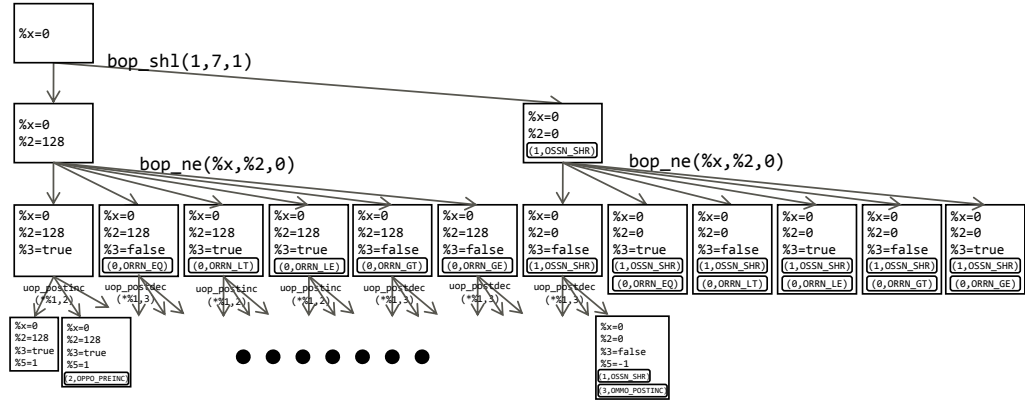 %x=0
bop_shl(1,7,1)
%x=0
%2=128
%x=0
%2=0
(1,OSSN_SHR)
bop_ne(%x,%2,0)
bop_ne(%x,%2,0)
%x=0
%2=128
%3=true
%x=0
%2=128
%3=false
(0,ORRN_EQ)
%x=0
%2=128
%3=true
(0,ORRN_LT)
%x=0
%2=128
%3=true
(0,ORRN_LE)
%x=0
%2=128
%3=false
(0,ORRN_GT)
%x=0
%2=128
%3=false
(0,ORRN_GE)
%x=0
%2=0
%3=false
(1,OSSN_SHR)
%x=0
%2=0
%3=true
(1,OSSN_SHR)
(0,ORRN_EQ)
%x=0
%2=0
%3=false
(1,OSSN_SHR)
(0,ORRN_LT)
%x=0
%2=0
%3=true
(1,OSSN_SHR)
(0,ORRN_LE)
%x=0
%2=0
%3=false
(1,OSSN_SHR)
(0,ORRN_GT)
%x=0
%2=0
%3=true
(1,OSSN_SHR)
(0,ORRN_GE)
uop_postinc
(*%1,2)
uop_postdec
(*%1,3)
uop_postinc
(*%1,2)
uop_postinc
(*%1,2)
uop_postdec
(*%1,3)
uop_postdec
(*%1,3)
uop_postdec
(*%1,3)
%x=0
%2=128
%3=true
%5=1
%x=0
%2=128
%3=true
%5=1
(2,OPPO_PREINC)
%x=0
%2=0
%3=false
%5=-1
(1,OSSN_SHR)
(3,OMMO_POSTINC)